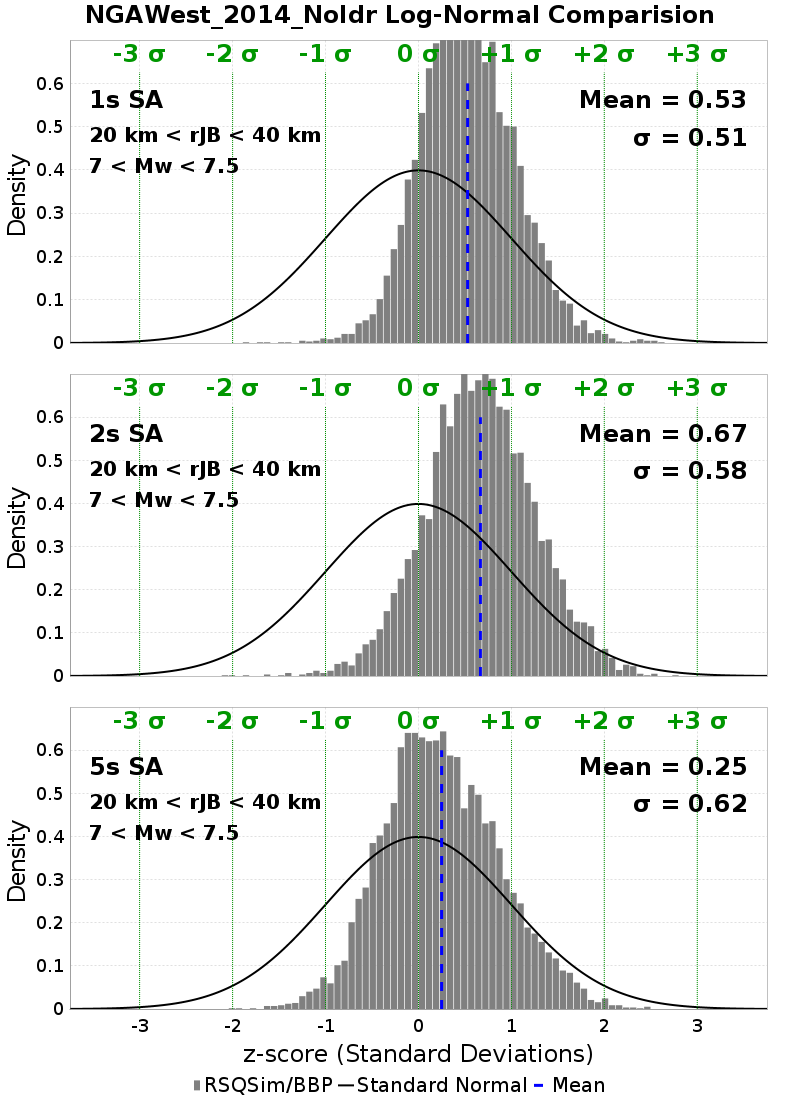 NGAWest_2014_NoIdr Log-Normal Comparision
-3 σ -2 σ -1 σ 0 σ +1 σ +2 σ +3 σ
1s SA
Mean = 0.53
20 km < rJB < 40 km
σ = 0.51
7 < Mw < 7.5
Density
0.6
0.5
0.4
0.3
0.2
0.1
0
-3 σ -2 σ -1 σ 0 σ +1 σ +2 σ +3 σ
2s SA
Mean = 0.67
20 km < rJB < 40 km
σ = 0.58
7 < Mw < 7.5
Density
0.6
0.5
0.4
0.3
0.2
0.1
0
-3 σ -2 σ -1 σ 0 σ +1 σ +2 σ +3 σ
5s SA
Mean = 0.25
20 km < rJB < 40 km
σ = 0.62
7 < Mw < 7.5
Density
0.6
0.5
0.4
0.3
0.2
0.1
0
-3 -2 -1 0 1 2 3
z-score (Standard Deviations)
RSQSim/BBP Standard Normal Mean